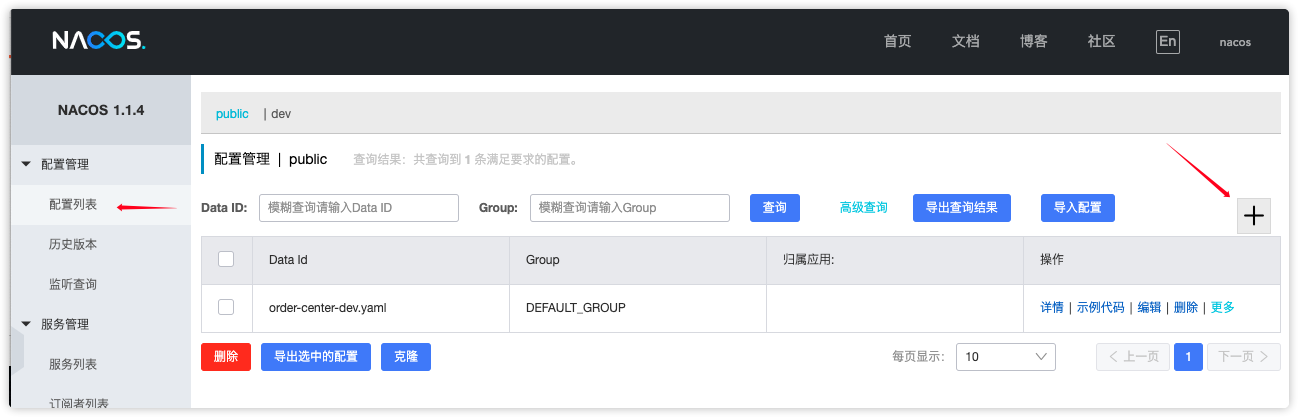 NACOS.
首页 文档 博客 社区 En nacos
NACOS 1.1.4
配置管理
配置列表
历史版本
监听查询
服务管理
服务列表
订阅者列表
public | dev
配置管理 | public 查询结果：共查询到 1 条满足要求的配置。
Data ID: 模糊查询请输入Data ID Group: 模糊查询请输入Group 查询 高级查询 导出查询结果 导入配置
Data Id Group 归属应用: 操作
order-center-dev.yaml DEFAULT_GROUP 详情 | 示例代码 | 编辑 | 删除 | 更多
删除 导出选中的配置 克隆 每页显示： 10 上一页 1 下一页